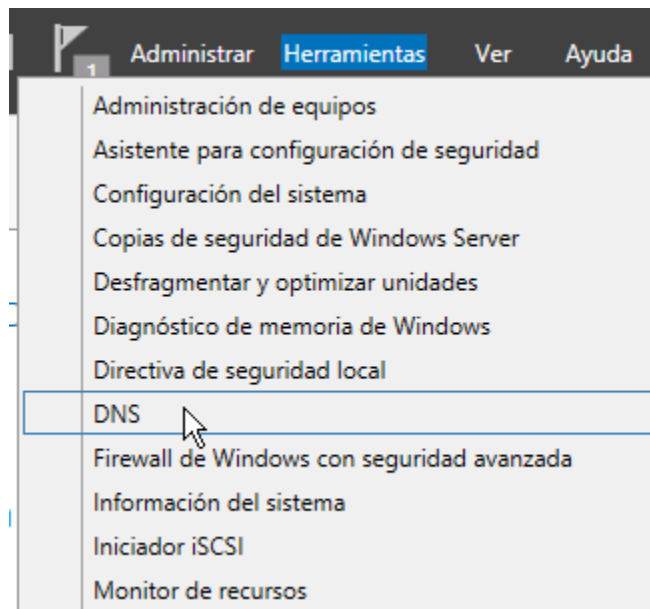 1 Administrar Herramientas Ver Ayuda
Administración de equipos
Asistente para configuración de seguridad
Configuración del sistema
Copias de seguridad de Windows Server
Desfragmentar y optimizar unidades
Diagnóstico de memoria de Windows
Directiva de seguridad local
DNS
Firewall de Windows con seguridad avanzada
Información del sistema
Iniciador iSCSI
Monitor de recursos